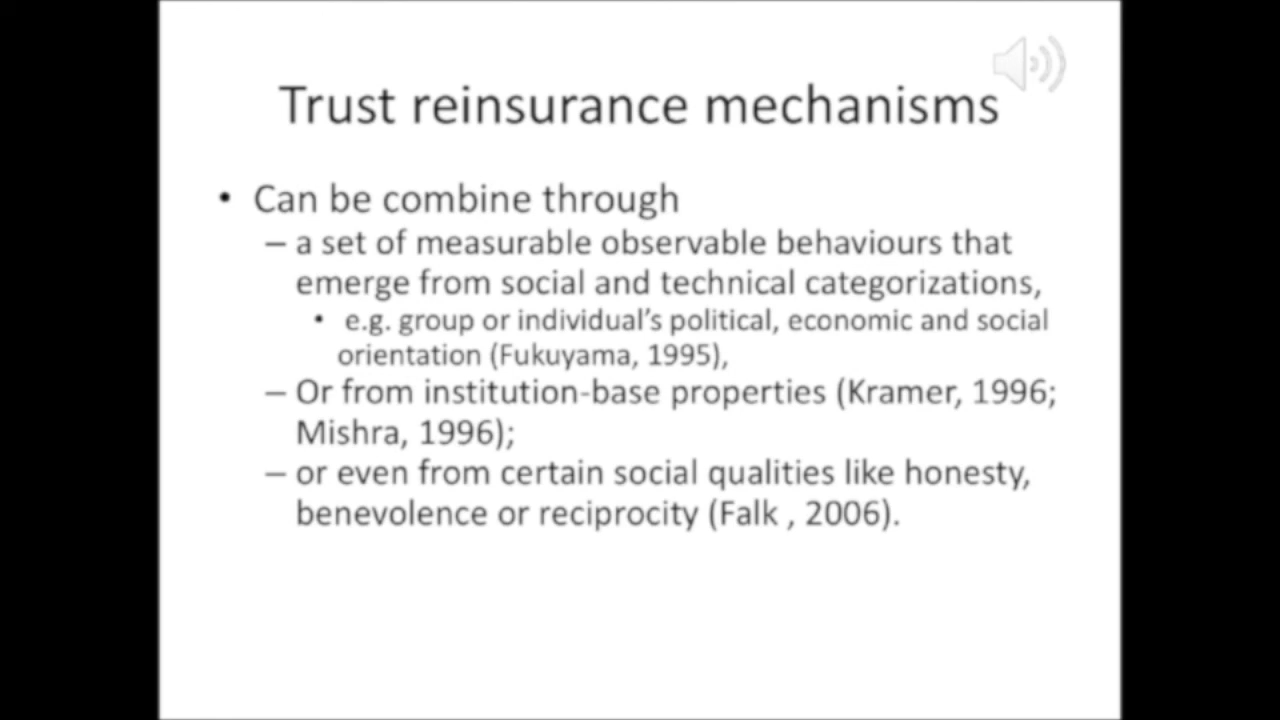 Trust reinsurance mechanisms
• Can be combine through
– a set of measurable observable behaviours that
emerge from social and technical categorizations,
• e.g. group or individual's political, economic and social
orientation (Fukuyama, 1995),
– Or from institution-base properties (Kramer, 1996;
Mishra, 1996);
– or even from certain social qualities like honesty,
benevolence or reciprocity (Falk , 2006).